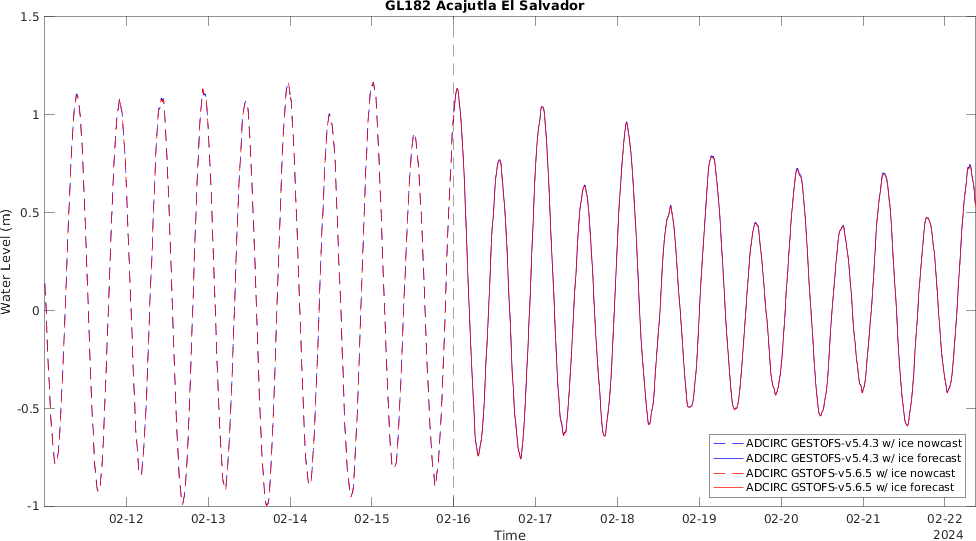 GL182 Acajutla El Salvador
1.5
1
0.5
0
-0.5
-1
Water Level (m)
02-12 02-13 02-14 02-15 02-16 02-17 02-18 02-19 02-20 02-21 02-22
2024
Time
ADCIRC GESTOFS-v5.4.3 w/ ice nowcast
ADCIRC GESTOFS-v5.4.3 w/ ice forecast
ADCIRC GSTOFS-v5.6.5 w/ ice nowcast
ADCIRC GSTOFS-v5.6.5 w/ ice forecast